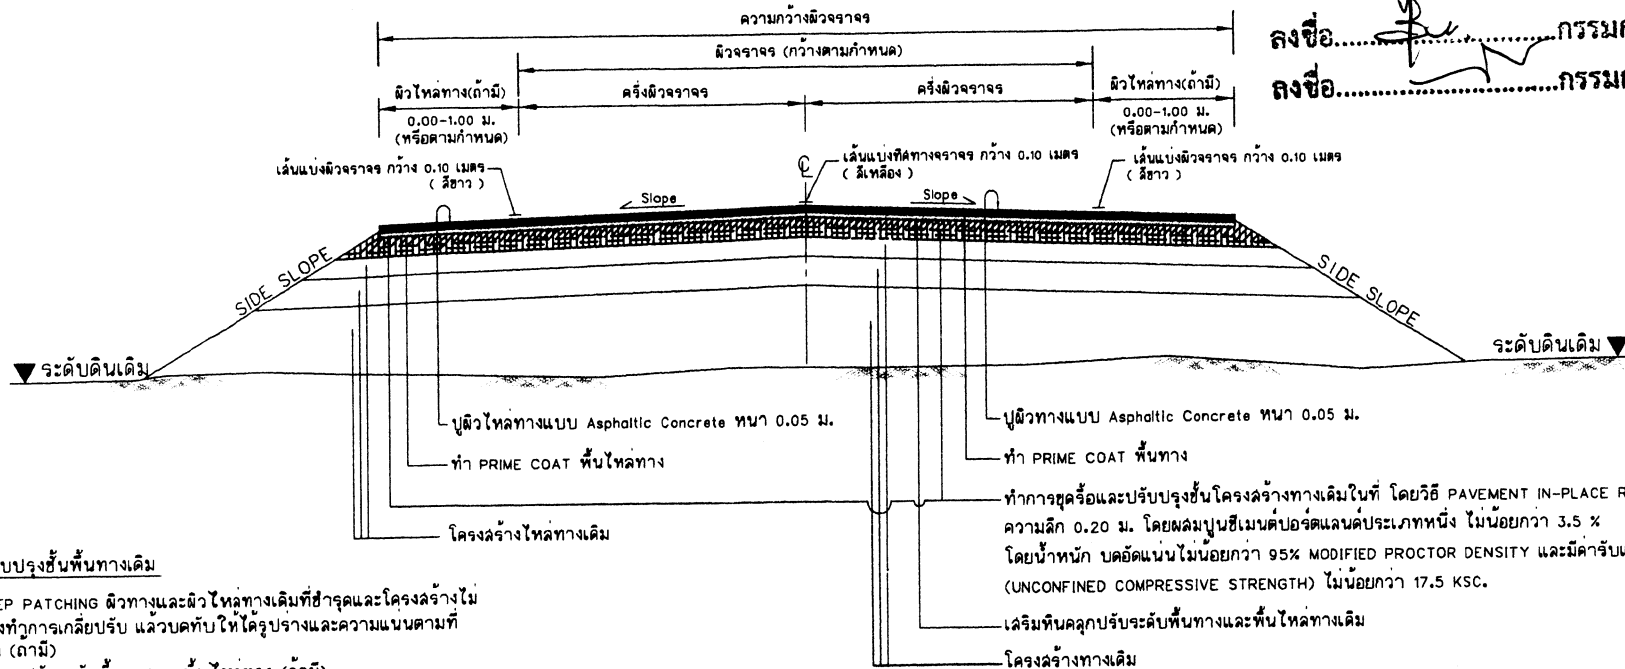 ความกว้างผิวจราจร
ลงชื่อ..............................กรรมก
ผิวจราจร (กว้างตามกำหนด)
ลงชื่อ..............................กรรมก
ผิวไหล่ทาง(ถ้ามี)
ครึ่งผิวจราจร
ครึ่งผิวจราจร
ผิวไหล่ทาง(ถ้ามี)
0.00-1.00 ม.
(หรือตามกำหนด)
0.00-1.00 ม.
(หรือตามกำหนด)
เส้นแบ่งผิวจราจร กว้าง 0.10 เมตร
( สีขาว )
เส้นแบ่งทิศทางจราจร กว้าง 0.10 เมตร
( สีเหลือง )
เส้นแบ่งผิวจราจร กว้าง 0.10 เมตร
( สีขาว )
Slope
Slope
SIDE SLOPE
SIDE SLOPE
ระดับดินเดิม
ระดับดินเดิม
ปูผิวไหล่ทางแบบ Asphaltic Concrete หนา 0.05 ม.
ปูผิวทางแบบ Asphaltic Concrete หนา 0.05 ม.
ทำ PRIME COAT พื้นไหล่ทาง
ทำ PRIME COAT พื้นทาง
ทำการขุดรื้อและปรับปรุงชั้นโครงสร้างทางเดิมในที่ โดยวิธี PAVEMENT IN-PLACE R
ความลึก 0.20 ม. โดยผสมปูนซีเมนต์ปอร์ตแลนด์ประเภทหนึ่ง ไม่น้อยกว่า 3.5 %
โดยน้ำหนัก บดอัดแน่นไม่น้อยกว่า 95% MODIFIED PROCTOR DENSITY และมีค่ารับแ
(UNCONFINED COMPRESSIVE STRENGTH) ไม่น้อยกว่า 17.5 KSC.
โครงสร้างไหล่ทางเดิม
เสริมหินคลุกปรับระดับพื้นทางและพื้นไหล่ทางเดิม
โครงสร้างทางเดิม
บปรุงชั้นพื้นทางเดิม
EP PATCHING ผิวทางและผิวไหล่ทางเดิมที่ชำรุดและโครงสร้างไม่
งทำการเกลี่ยปรับ แล้วบดทับให้ได้รูปร่างและความแน่นตามที่
(ถ้ามี)